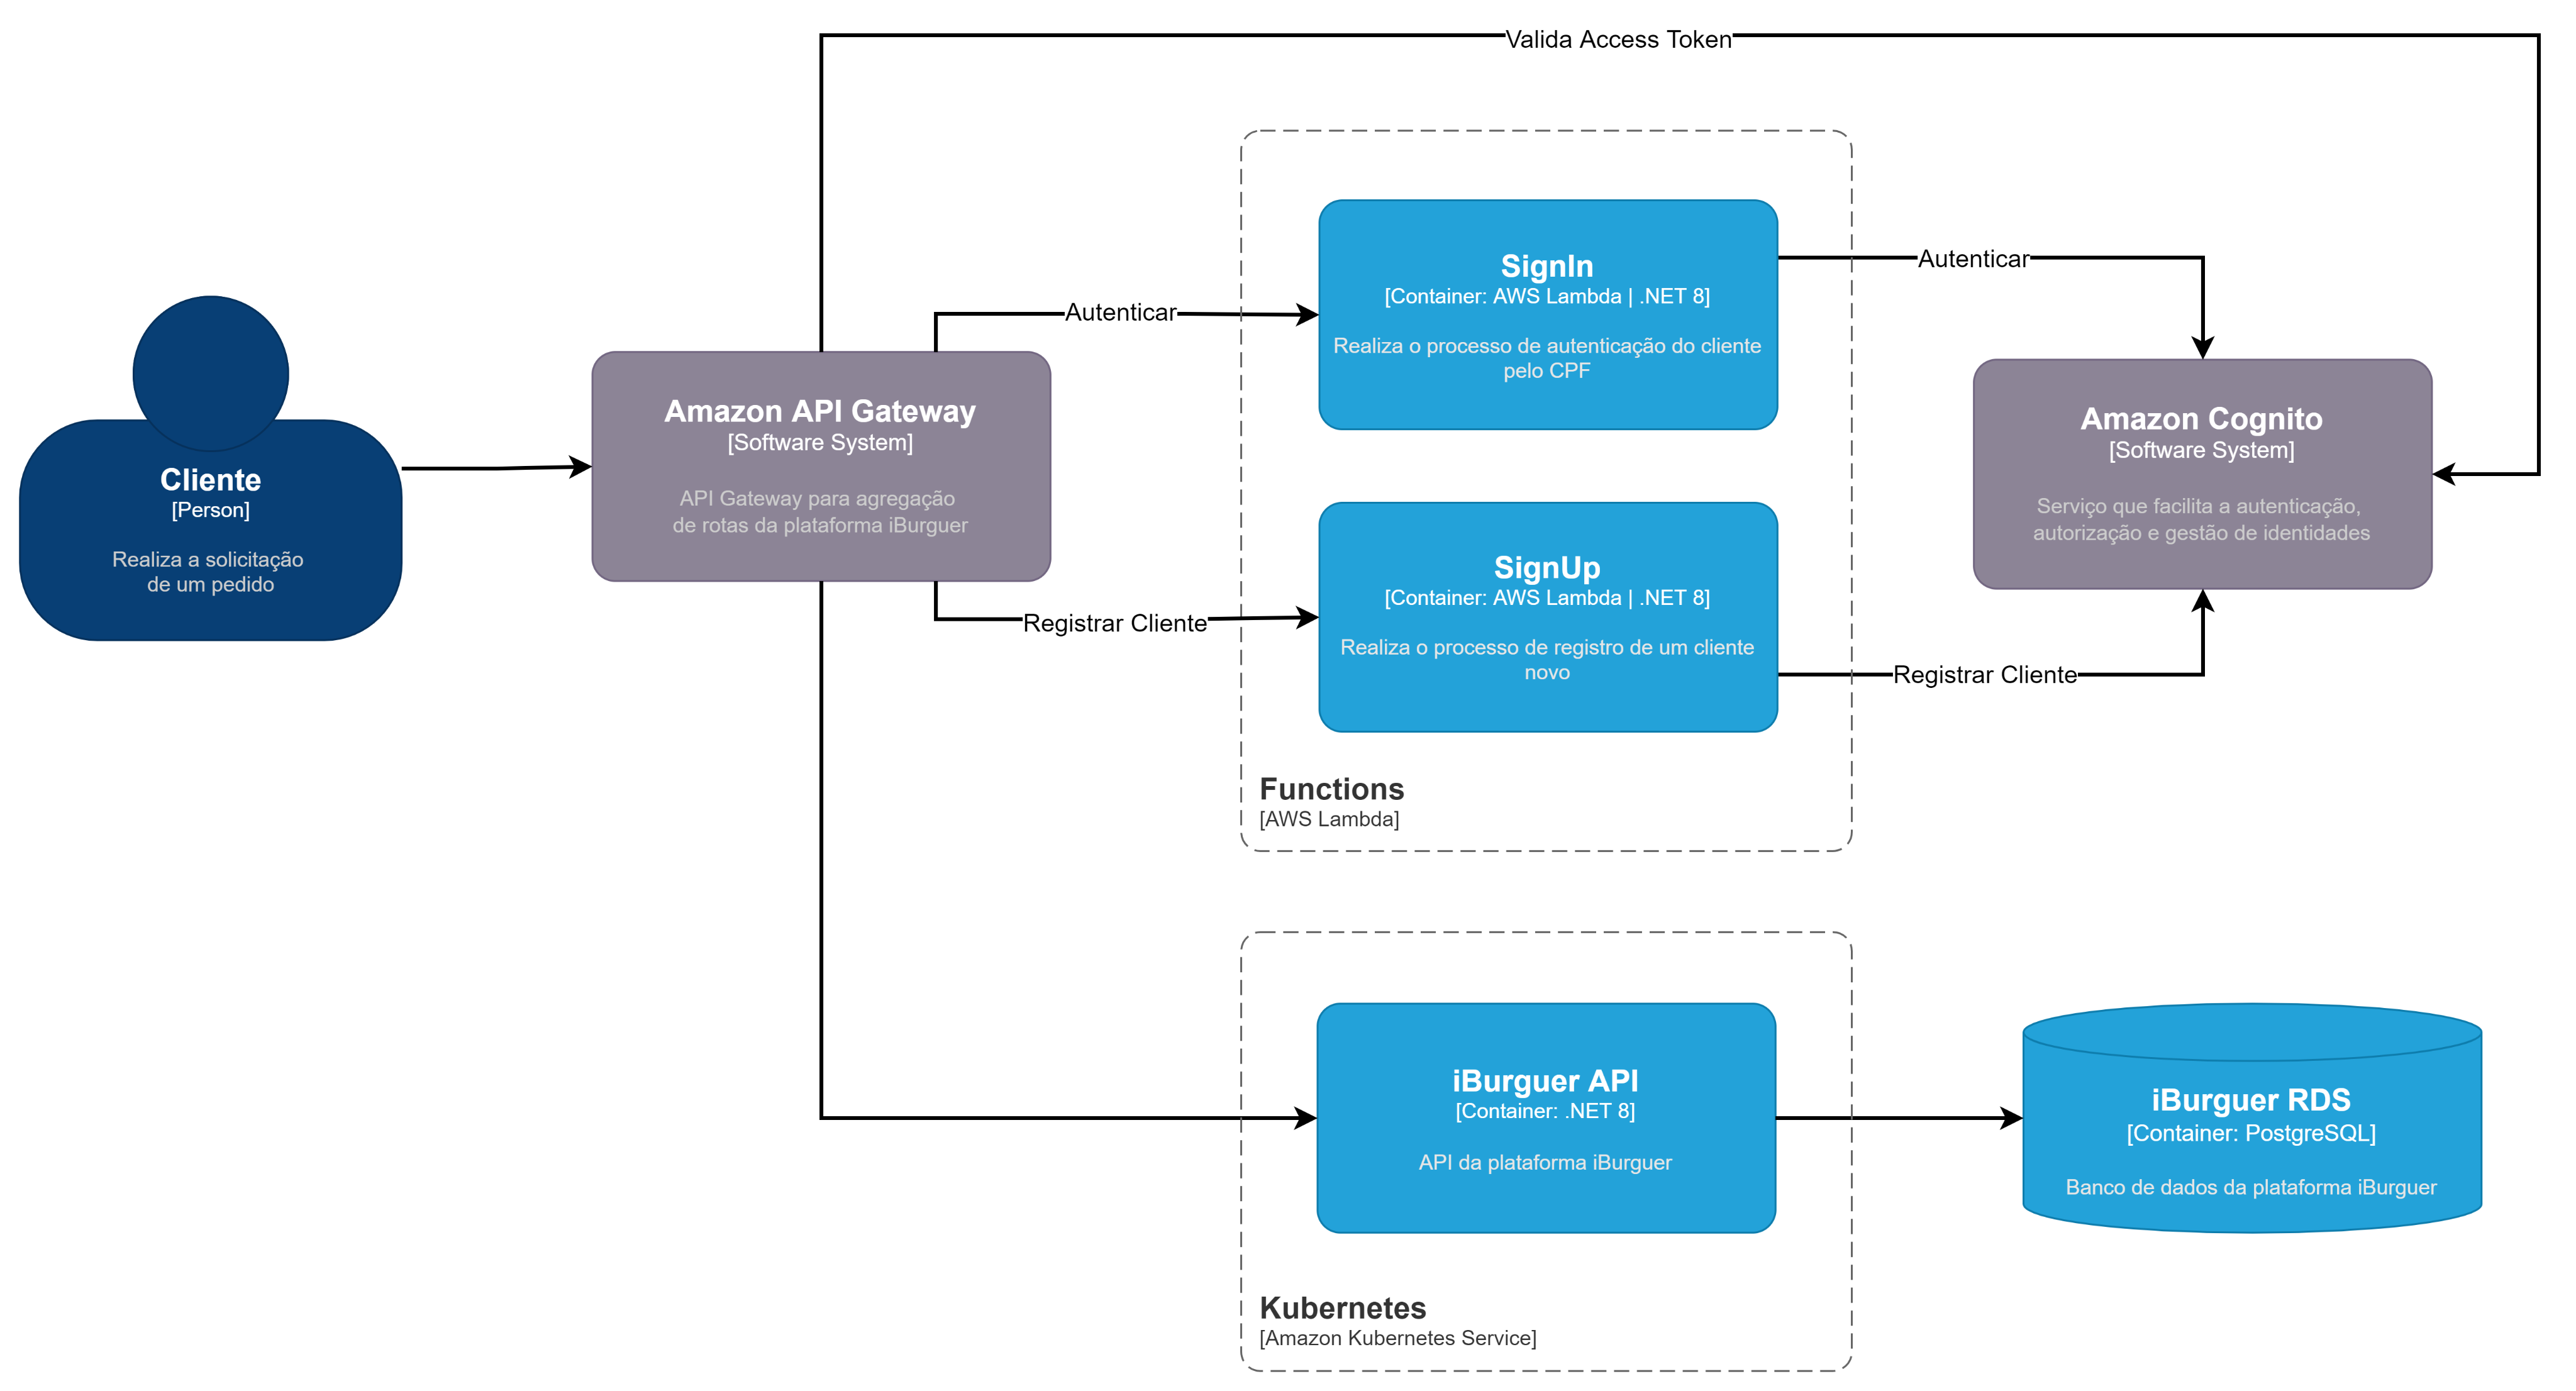 Valida Access Token
Cliente
[Person]
Realiza a solicitação
de um pedido
Amazon API Gateway
[Software System]
API Gateway para agregação
de rotas da plataforma iBurguer
Autenticar
Registrar Cliente
SignIn
[Container: AWS Lambda | .NET 8]
Realiza o processo de autenticação do cliente
pelo CPF
SignUp
[Container: AWS Lambda | .NET 8]
Realiza o processo de registro de um cliente
novo
Functions
[AWS Lambda]
Autenticar
Registrar Cliente
Amazon Cognito
[Software System]
Serviço que facilita a autenticação,
autorização e gestão de identidades
iBurguer API
[Container: .NET 8]
API da plataforma iBurguer
Kubernetes
[Amazon Kubernetes Service]
iBurguer RDS
[Container: PostgreSQL]
Banco de dados da plataforma iBurguer